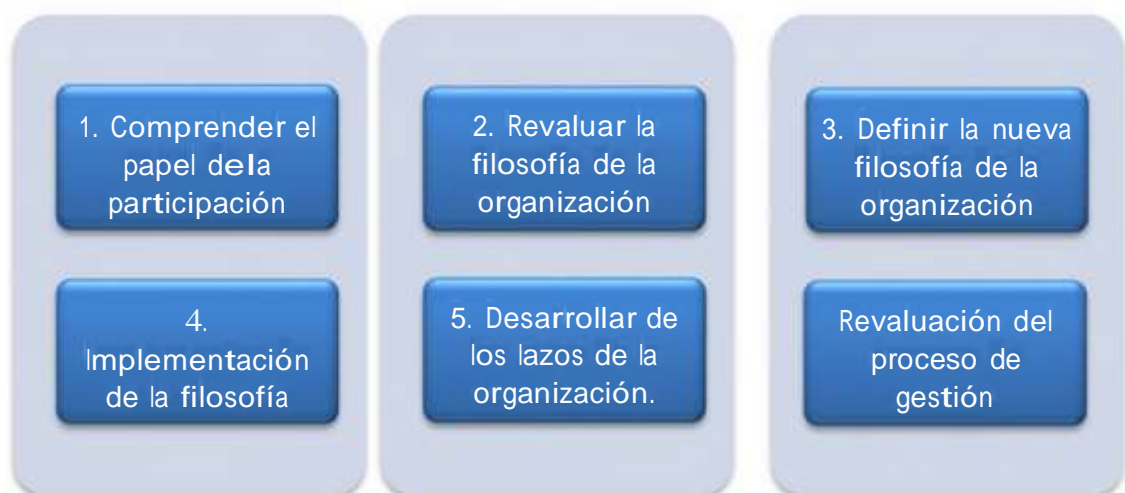 1. Comprender el
papel dela
participación
2. Revaluar la
filosofía de la
organización
3. Definir la nueva
filosofía de la
organización
4.
Implementación
de la filosofía
5. Desarrollar de
los lazos de la
organización.
Revaluación del
proceso de
gestión